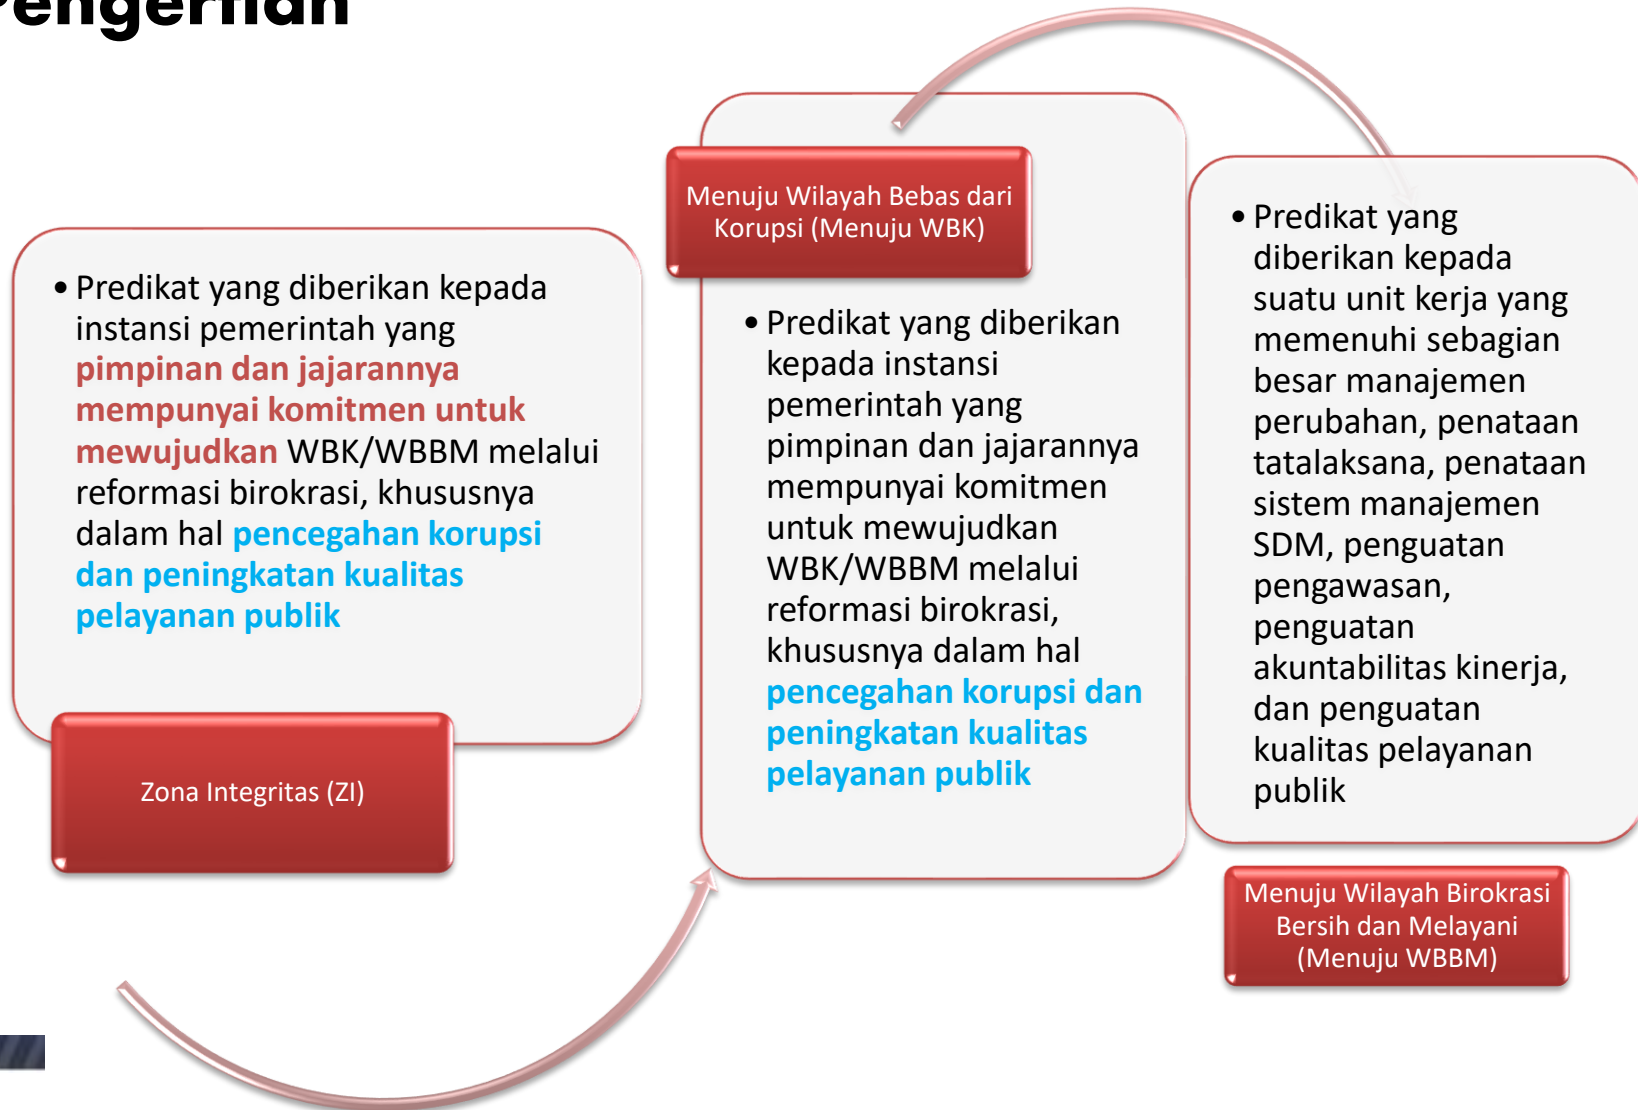 Pengertian
• Predikat yang diberikan kepada
instansi pemerintah yang
pimpinan dan jajarannya
mempunyai komitmen untuk
mewujudkan WBK/WBBM melalui
reformasi birokrasi, khususnya
dalam hal pencegahan korupsi
dan peningkatan kualitas
pelayanan publik
Zona Integritas (ZI)
Menuju Wilayah Bebas dari
Korupsi (Menuju WBK)
• Predikat yang diberikan
kepada instansi
pemerintah yang
pimpinan dan jajarannya
mempunyai komitmen
untuk mewujudkan
WBK/WBBM melalui
reformasi birokrasi,
khususnya dalam hal
pencegahan korupsi dan
peningkatan kualitas
pelayanan publik
• Predikat yang
diberikan kepada
suatu unit kerja yang
memenuhi sebagian
besar manajemen
perubahan, penataan
tatalaksana, penataan
sistem manajemen
SDM, penguatan
pengawasan,
penguatan
akuntabilitas kinerja,
dan penguatan
kualitas pelayanan
publik
Menuju Wilayah Birokrasi
Bersih dan Melayani
(Menuju WBBM)